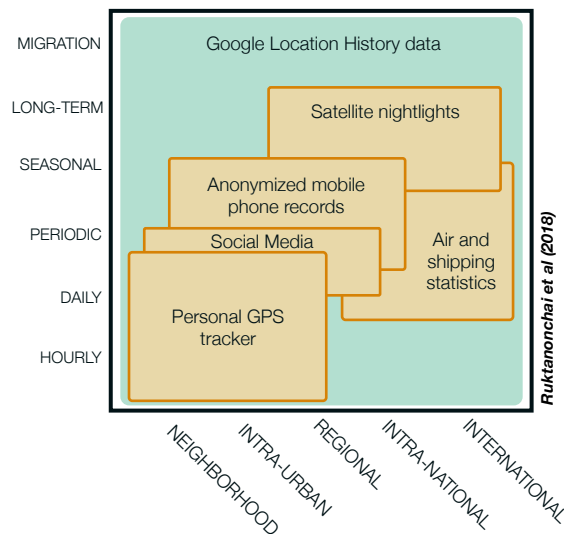 MIGRATION
Google Location History data
LONG-TERM
Satellite nightlights
SEASONAL
Anonymized mobile
phone records
PERIODIC
Social Media
Air and
shipping
statistics
DAILY
Personal GPS
tracker
HOURLY
NEIGHBORHOOD
INTRA-URBAN
REGIONAL
INTRA-NATIONAL
INTERNATIONAL
Ruktanonchai et al (2018)